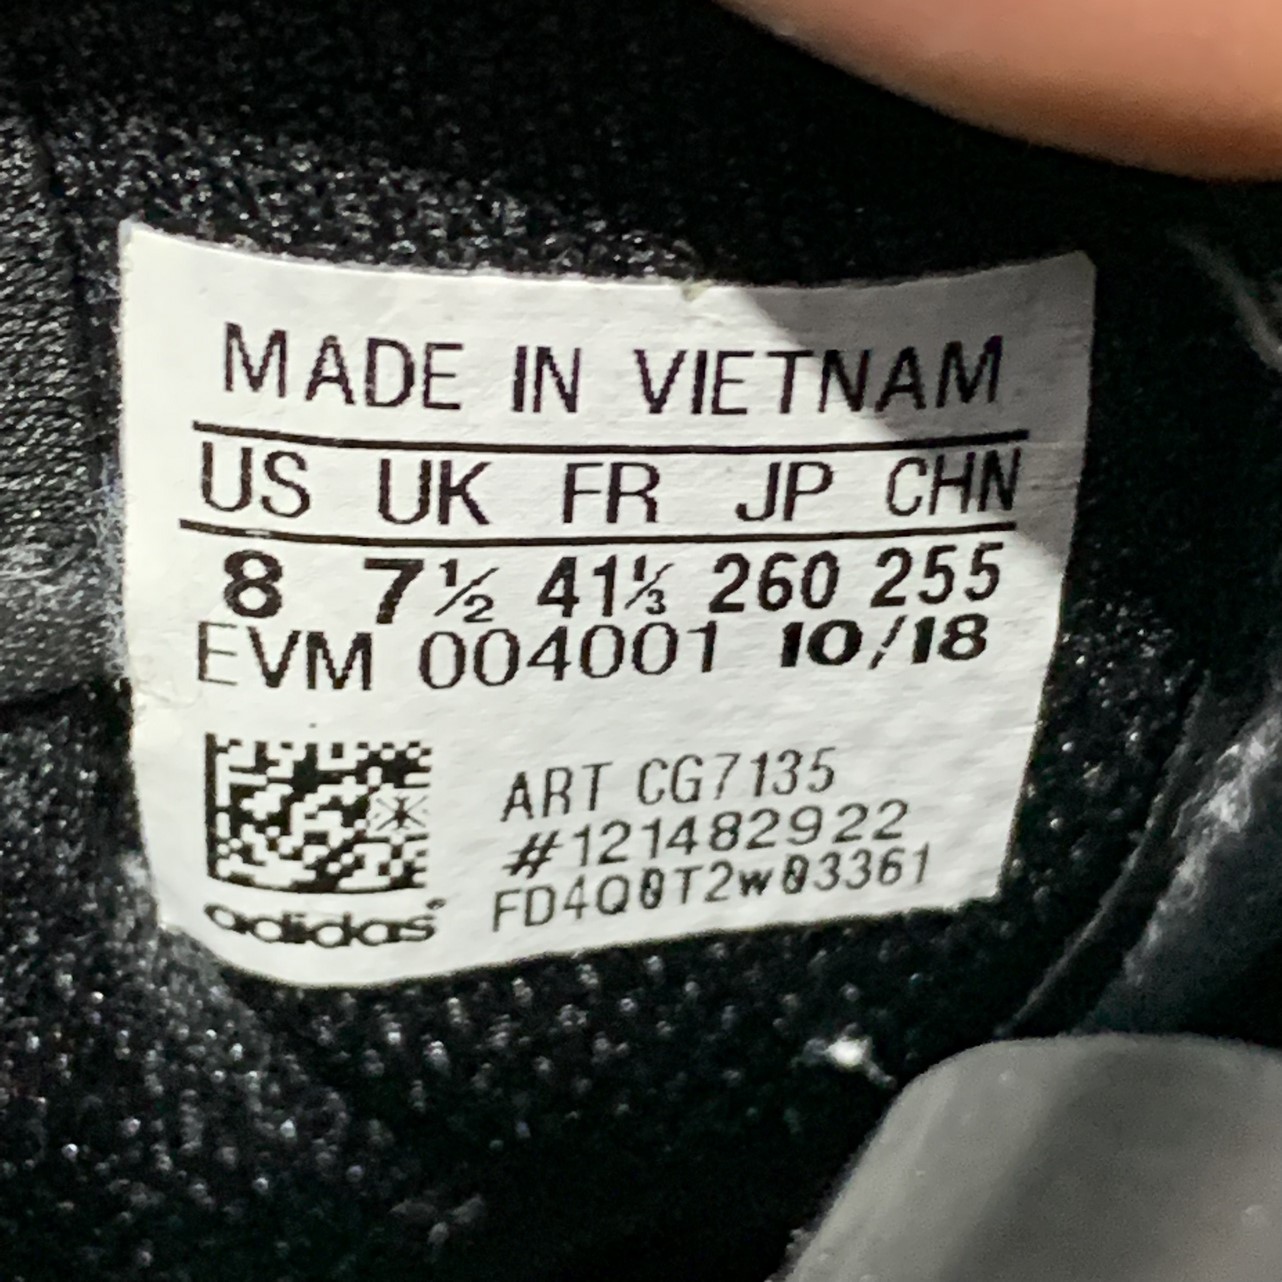 MADE IN VIETNAM
US UK FR JP CHN
8 7½ 41⅓ 260 255
EVM 004001 10/18
ART CG7135
#121482922
FD4Q0T2w03361
adidas®